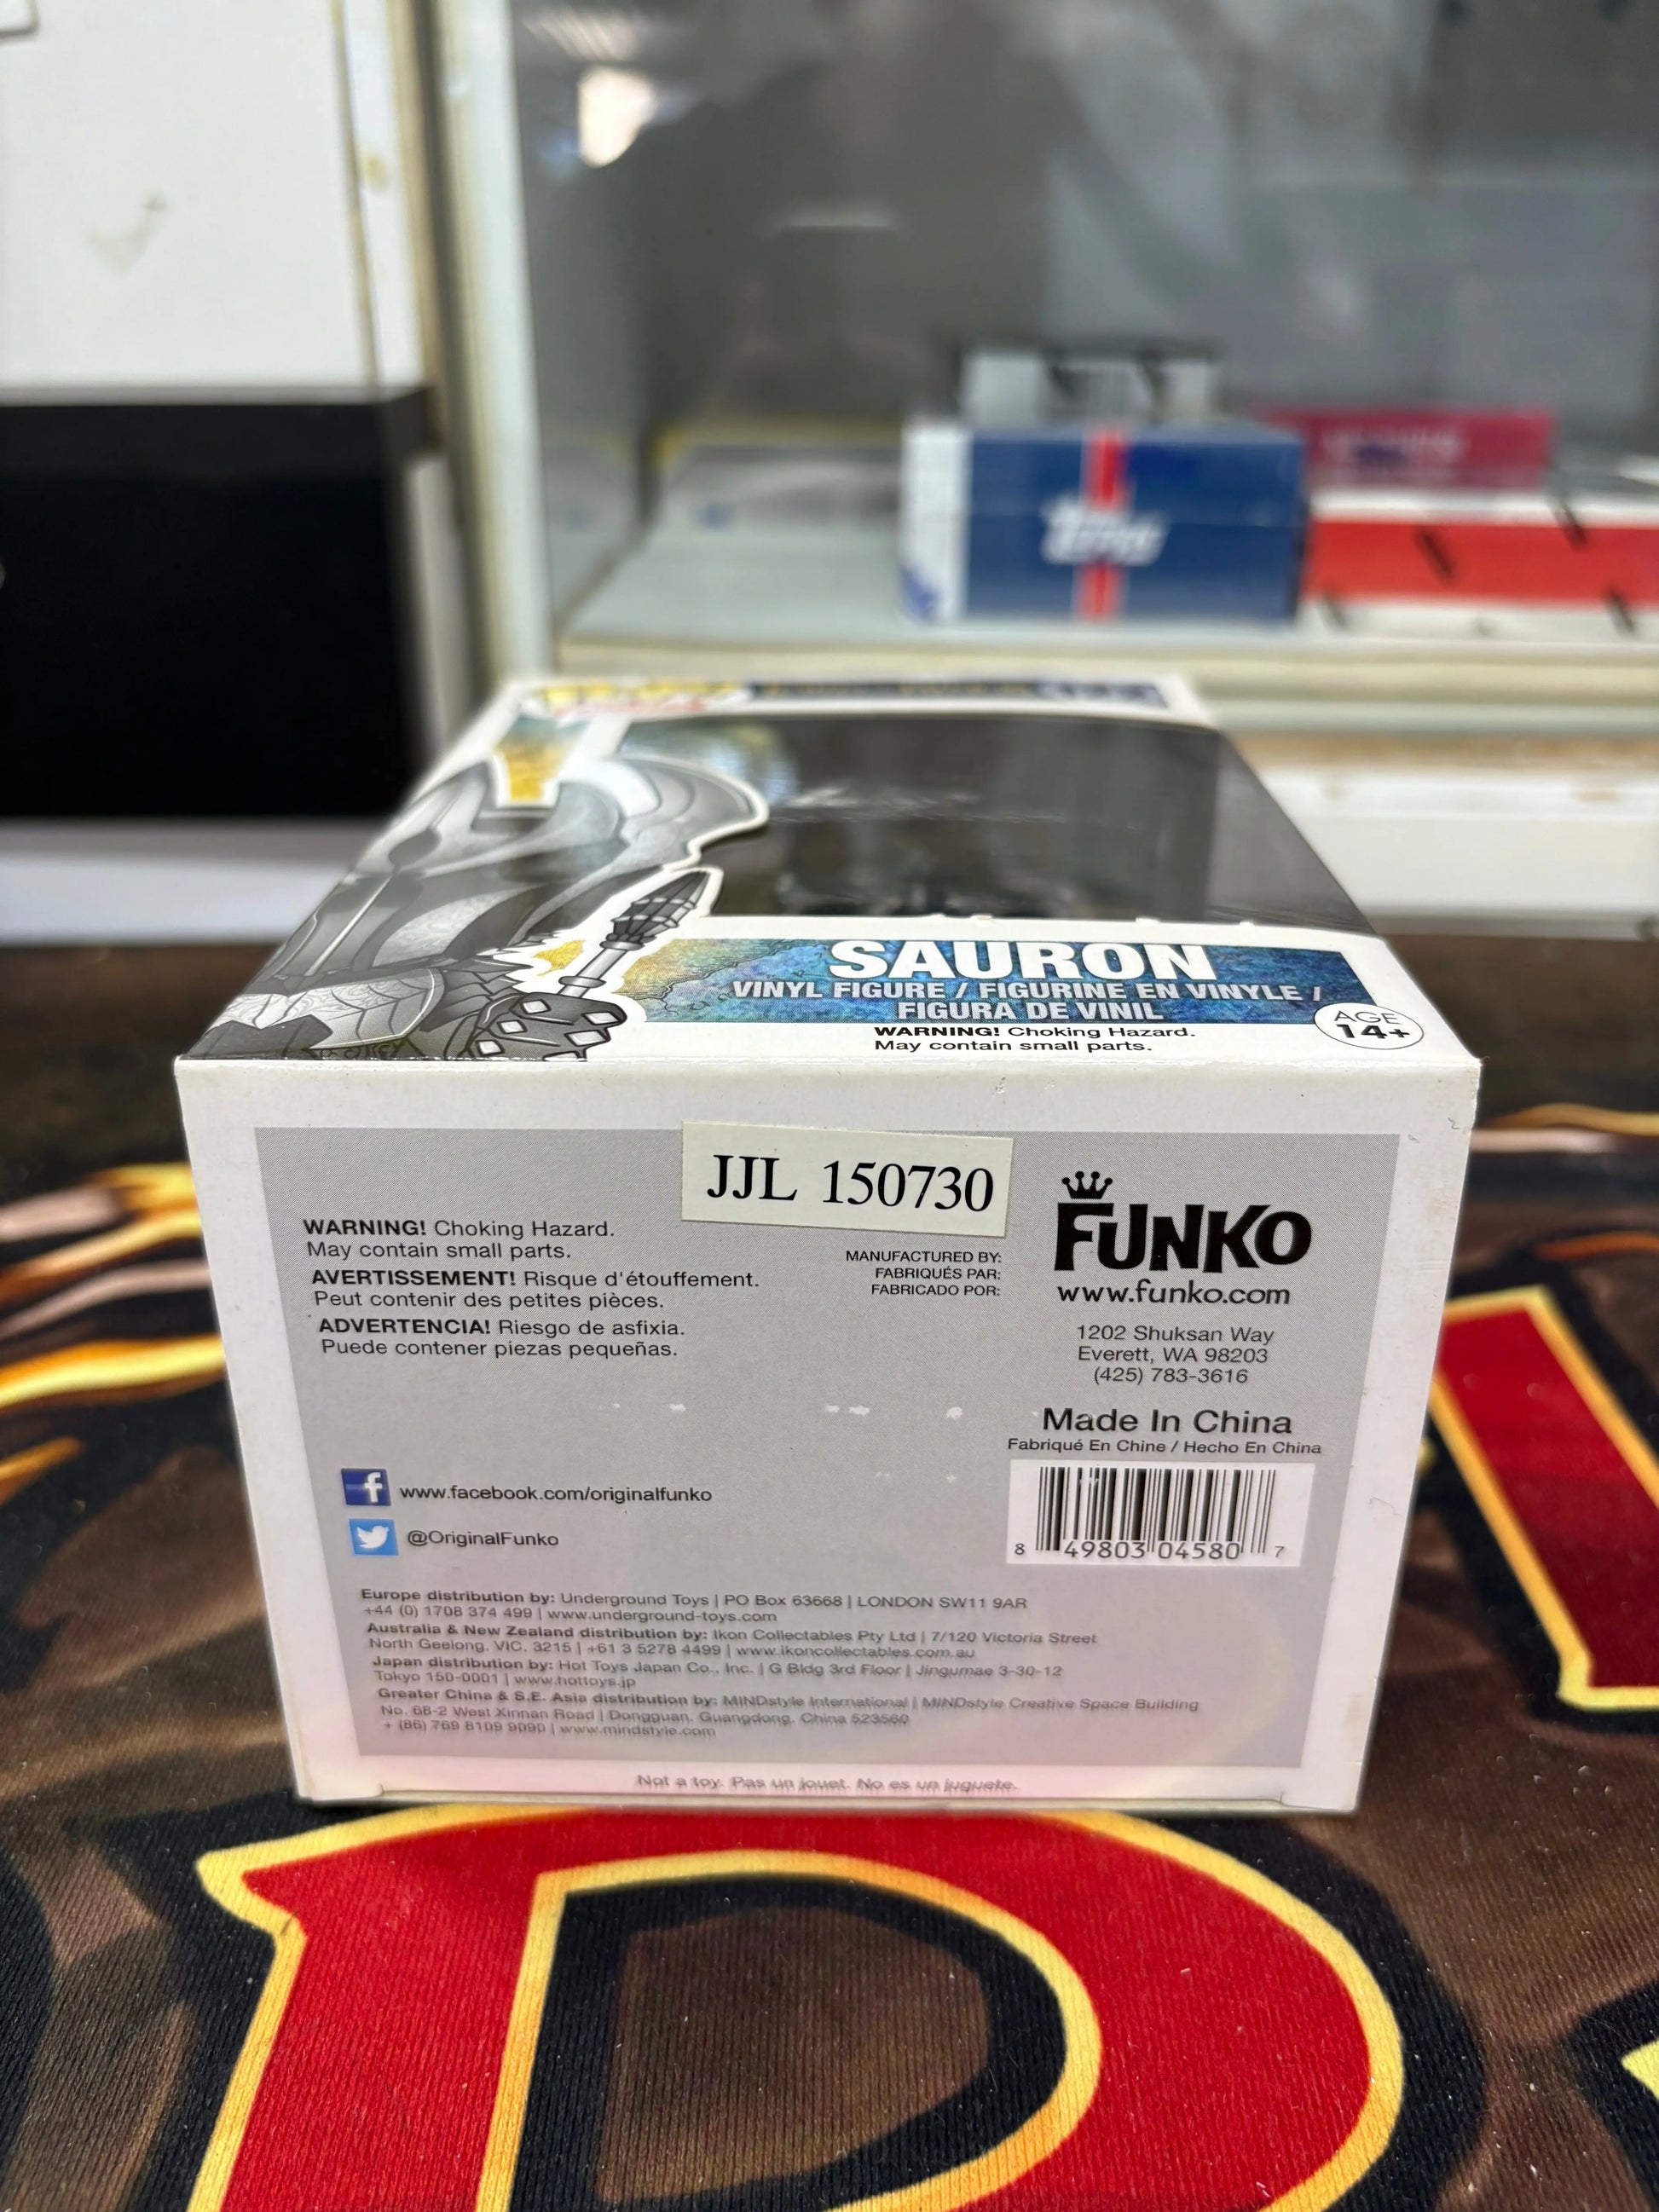 Topps
SAURON
VINYL FIGURE / FIGURINE EN VINYLE /
FIGURA DE VINIL
WARNING! Choking Hazard.
May contain small parts.
AGE
14+
JJL 150730
WARNING! Choking Hazard.
May contain small parts.
AVERTISSEMENT! Risque d'étouffement.
Peut contenir des petites pièces.
ADVERTENCIA! Riesgo de asfixia.
Puede contener piezas pequeñas.
MANUFACTURED BY:
FABRIQUÉS PAR:
FABRICADO POR:
FUNKO
www.funko.com
1202 Shuksan Way
Everett, WA 98203
(425) 783-3616
Made In China
Fabriqué En Chine / Hecho En China
8 49803 04580 7
www.facebook.com/originalfunko
@OriginalFunko
Europe distribution by: Underground Toys | PO Box 63668 | LONDON SW11 9AR
+44 (0) 1708 374 499 | www.underground-toys.com
Australia & New Zealand distribution by: Ikon Collectables Pty Ltd | 7/120 Victoria Street
North Geelong, VIC, 3215 | +61 3 5278 4499 | www.ikoncollectables.com.au
Japan distribution by: Hot Toys Japan Co., Inc. | G Bldg 3rd Floor | Jingumae 3-30-12
Tokyo 150-0001 | www.hottoys.jp
Greater China & S.E. Asia distribution by: MINDstyle International | MINDstyle Creative Space Building
No. 68-2 West Xinnan Road | Dongguan, Guangdong, China 523560
+ (86) 769 8109 9090 | www.mindstyle.com
Not a toy. Pas un jouet. No es un juguete.